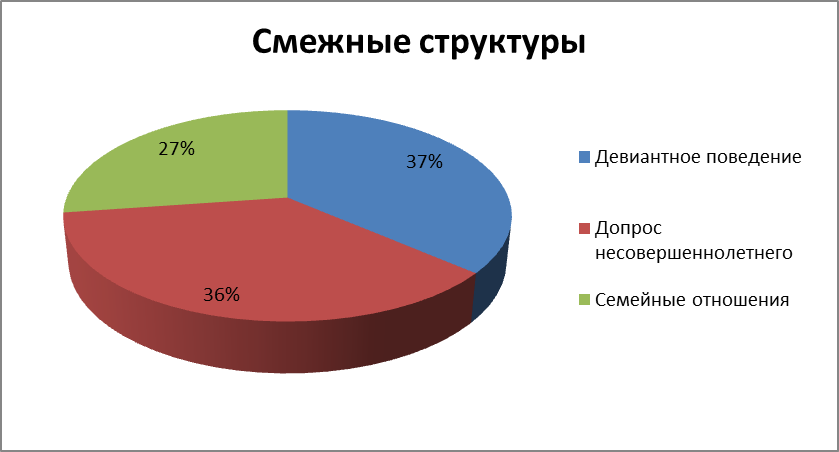 Смежные структуры
27%
37%
36%
Девиантное поведение
Допрос
несовершеннолетнего
Семейные отношения